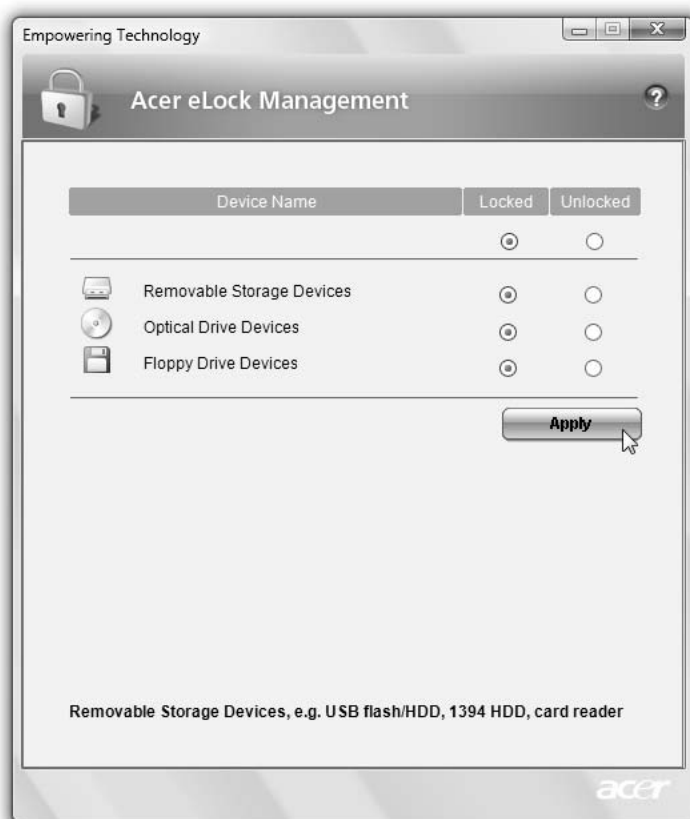 Empowering Technology
Acer eLock Management
?
Device Name Locked Unlocked
Removable Storage Devices
Optical Drive Devices
Floppy Drive Devices
Apply
Removable Storage Devices, e.g. USB flash/HDD, 1394 HDD, card reader
acer